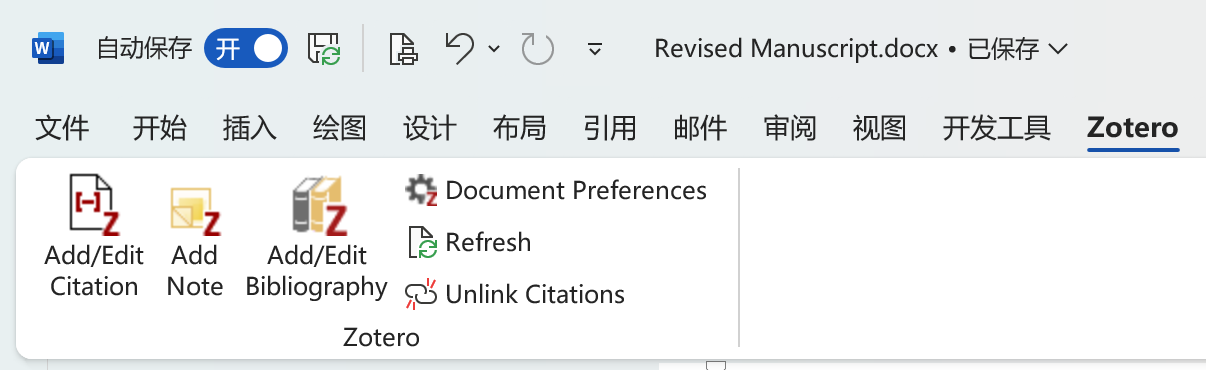 W 自动保存 开 Revised Manuscript.docx • 已保存
文件 开始 插入 绘图 设计 布局 引用 邮件 审阅 视图 开发工具 Zotero
Add/Edit Citation
Add Note
Add/Edit Bibliography
Document Preferences
Refresh
Unlink Citations
Zotero